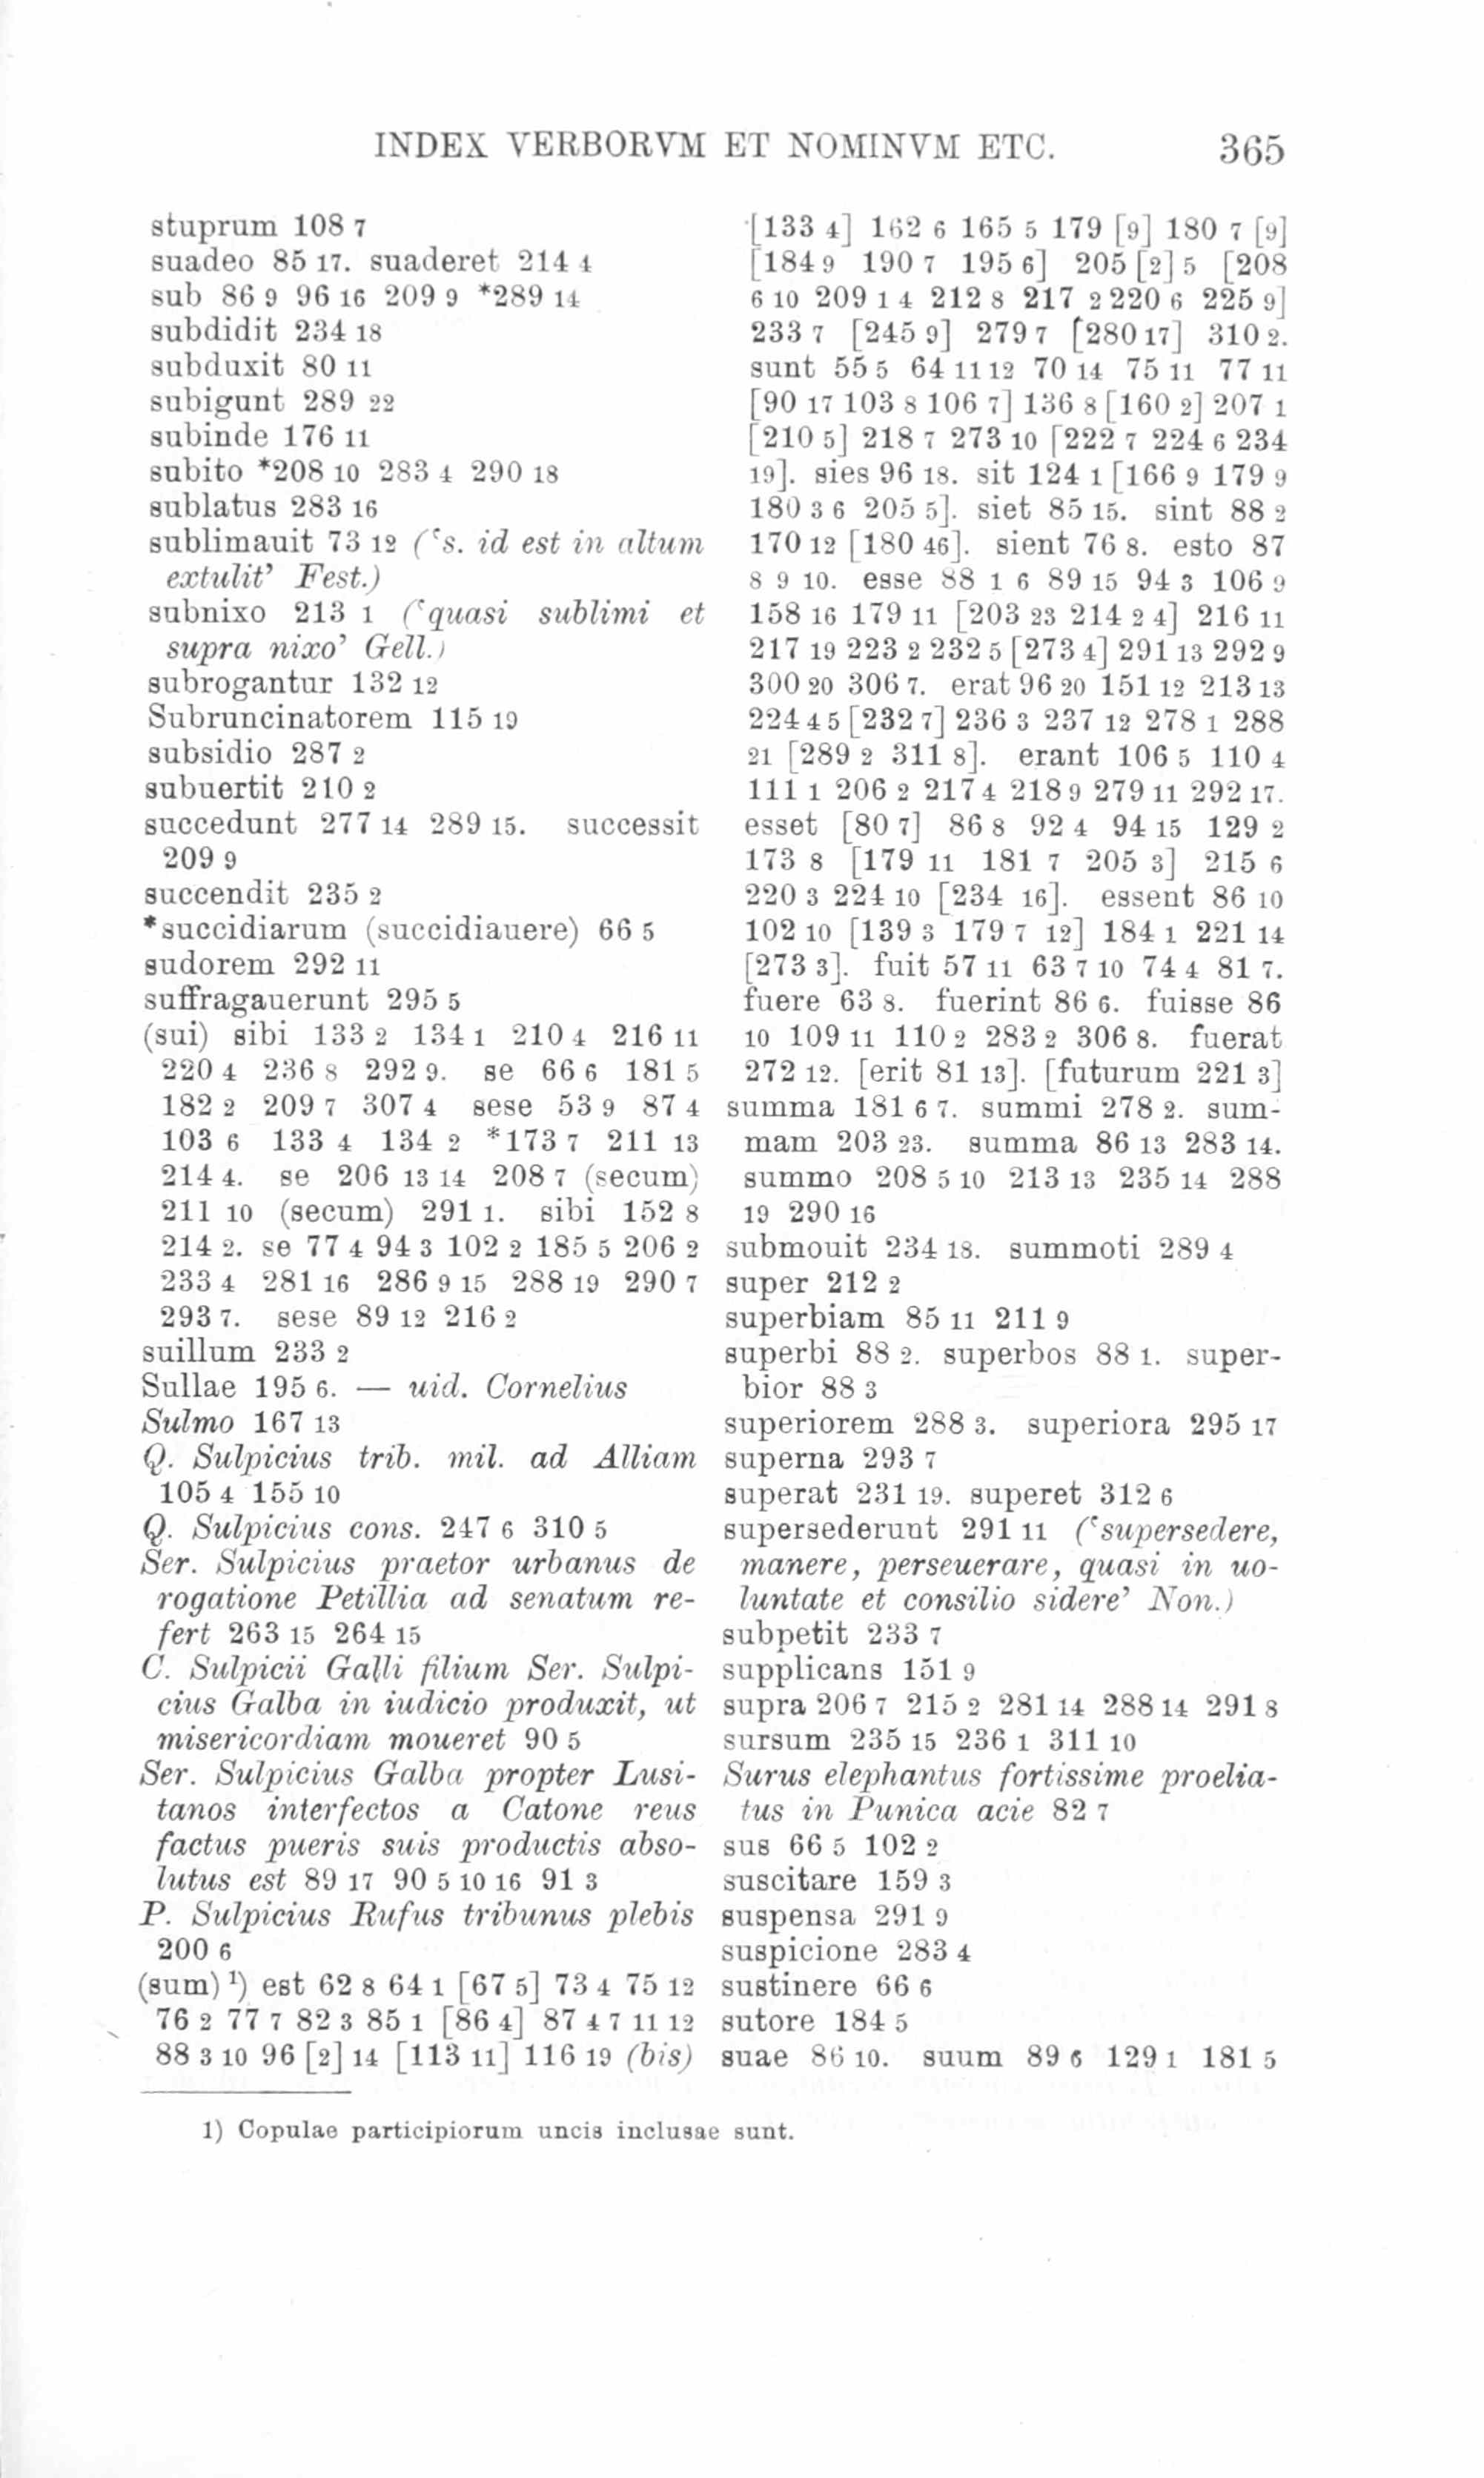 INDEX VERBORVM ET NOMINVM ETC. 365
stuprum 108 7
suadeo 85 17. suaderet 214 4
sub 86 9 96 16 209 9 *289 14
subdidit 234 18
subduxit 80 11
subigunt 289 22
subinde 176 11
subito *208 10 283 4 290 18
sublatus 283 16
sublimauit 73 12 (‘s. id est in altum
extulit’ Fest.)
subnixo 213 1 (‘quasi sublimi et
supra nixo’ Gell.)
subrogantur 132 12
Subruncinatorem 115 19
subsidio 287 2
subuertit 210 2
succedunt 277 14 289 15. successit
209 9
succendit 235 2
*succidiarum (succidiauere) 66 5
sudorem 292 11
suffragauerunt 295 5
(sui) sibi 133 2 134 1 210 4 216 11
220 4 236 8 292 9. se 66 6 181 5
182 2 209 7 307 4 sese 53 9 87 4
103 6 133 4 134 2 *173 7 211 13
214 4. se 206 13 14 208 7 (secum)
211 10 (secum) 291 1. sibi 152 8
214 2. se 77 4 94 3 102 2 185 5 206 2
233 4 281 16 286 9 15 288 19 290 7
293 7. sese 89 12 216 2
suillum 233 2
Sullae 195 6. — uid. Cornelius
Sulmo 167 13
Q. Sulpicius trib. mil. ad Alliam
105 4 155 10
Q. Sulpicius cons. 247 6 310 5
Ser. Sulpicius praetor urbanus de
rogatione Petillia ad senatum re-
fert 263 15 264 15
C. Sulpicii Galli filium Ser. Sulpi-
cius Galba in iudicio produxit, ut
misericordiam moueret 90 5
Ser. Sulpicius Galba propter Lusi-
tanos interfectos a Catone reus
factus pueris suis productis abso-
lutus est 89 17 90 5 10 16 91 3
P. Sulpicius Rufus tribunus plebis
200 6
(sum) ¹) est 62 8 64 1 [67 5] 73 4 75 12
76 2 77 7 82 3 85 1 [86 4] 87 4 7 11 12
88 3 10 96 [2] 14 [113 11] 116 19 (bis)
[133 4] 162 6 165 5 179 [9] 180 7 [9]
[184 9 190 7 195 6] 205 [2] 5 [208
6 10 209 1 4 212 8 217 2 220 6 225 9]
233 7 [245 9] 279 7 [280 17] 310 2.
sunt 55 5 64 11 12 70 14 75 11 77 11
[90 17 103 8 106 7] 136 8 [160 2] 207 1
[210 5] 218 7 273 10 [222 7 224 6 234
19]. sies 96 18. sit 124 1 [166 9 179 9
180 3 6 205 5]. siet 85 15. sint 88 2
170 12 [180 46]. sient 76 8. esto 87
8 9 10. esse 88 1 6 89 15 94 3 106 9
158 16 179 11 [203 23 214 2 4] 216 11
217 19 223 2 232 5 [273 4] 291 13 292 9
300 20 306 7. erat 96 20 151 12 213 13
224 4 5 [232 7] 236 3 237 12 278 1 288
21 [289 2 311 8]. erant 106 5 110 4
111 1 206 2 217 4 218 9 279 11 292 17.
esset [80 7] 86 8 92 4 94 15 129 2
173 8 [179 11 181 7 205 3] 215 6
220 3 224 10 [234 16]. essent 86 10
102 10 [139 3 179 7 12] 184 1 221 14
[273 3]. fuit 57 11 63 7 10 74 4 81 7.
fuere 63 8. fuerint 86 6. fuisse 86
10 109 11 110 2 283 2 306 8. fuerat
272 12. [erit 81 13]. [futurum 221 3]
summa 181 6 7. summi 278 2. sum-
mam 203 23. summa 86 13 283 14.
summo 208 5 10 213 13 235 14 288
19 290 16
submouit 234 18. summoti 289 4
super 212 2
superbiam 85 11 211 9
superbi 88 2. superbos 88 1. super-
bior 88 3
superiorem 288 3. superiora 295 17
superna 293 7
superat 231 19. superet 312 6
supersederunt 291 11 (‘supersedere,
manere, perseuerare, quasi in uo-
luntate et consilio sidere’ Non.)
subpetit 233 7
supplicans 151 9
supra 206 7 215 2 281 14 288 14 291 8
sursum 235 15 236 1 311 10
Surus elephantus fortissime proelia-
tus in Punica acie 82 7
sus 66 5 102 2
suscitare 159 3
suspensa 291 9
suspicione 283 4
sustinere 66 6
sutore 184 5
suae 86 10. suum 89 6 129 1 181 5
1) Copulae participiorum uncis inclusae sunt.